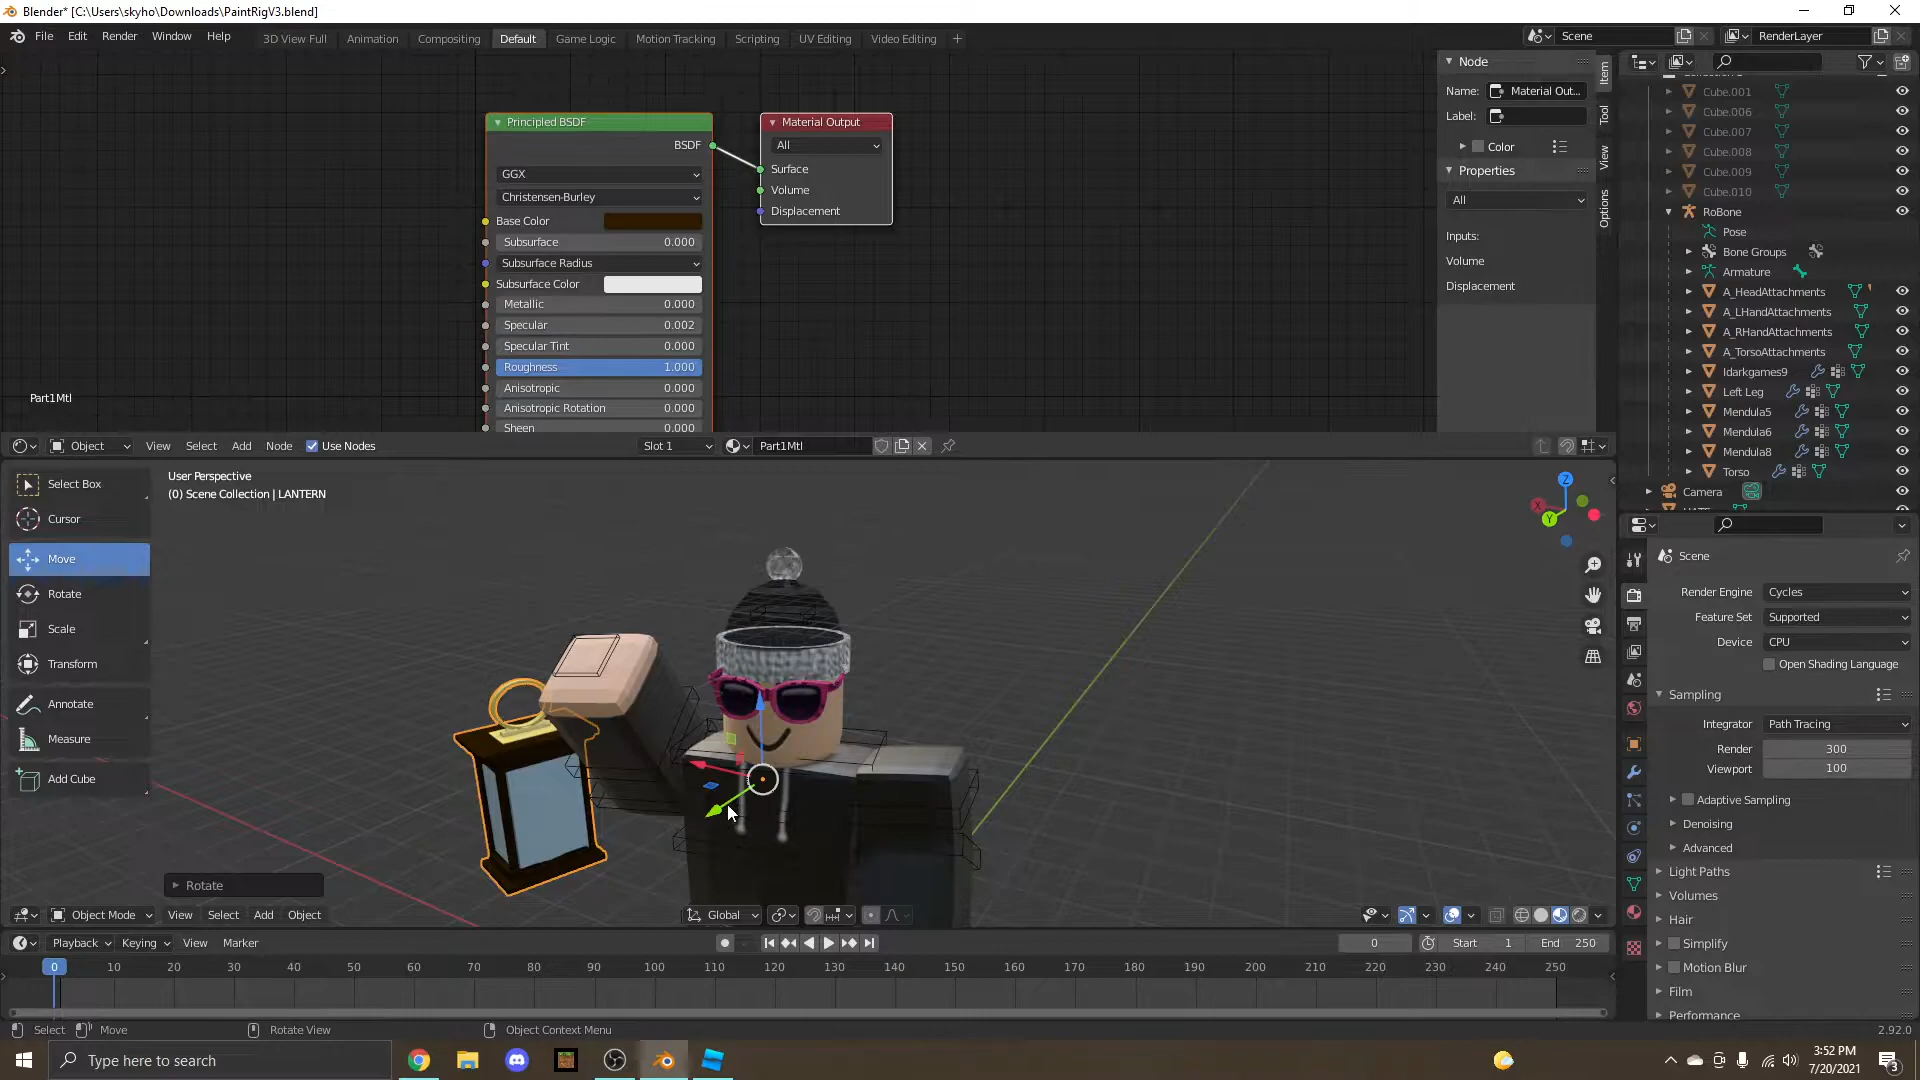 Blender* [C:\Users\skyho\Downloads\PaintRigV3.blend]
File Edit Render Window Help
3D View Full Animation Compositing Default Game Logic Motion Tracking Scripting UV Editing Video Editing +
Scene
RenderLayer
Principled BSDF
BSDF
GGX
Christensen-Burley
Base Color
Subsurface 0.000
Subsurface Radius
Subsurface Color
Metallic 0.000
Specular 0.002
Specular Tint 0.000
Roughness 1.000
Anisotropic 0.000
Anisotropic Rotation 0.000
Sheen 0.000
Material Output
All
Surface
Volume
Displacement
Part1Mtl
Node
Name: Material Out...
Label:
Color
Properties
All
Inputs:
Volume
Displacement
Item
Tool
View
Options
Cube.001
Cube.006
Cube.007
Cube.008
Cube.009
Cube.010
RoBone
Pose
Bone Groups
Armature
A_HeadAttachments
A_LHandAttachments
A_RHandAttachments
A_TorsoAttachments
Idarkgames9
Left Leg
Mendula5
Mendula6
Mendula8
Torso
Camera
Object View Select Add Node Use Nodes Slot 1 Part1Mtl
User Perspective
(0) Scene Collection | LANTERN
Select Box
Cursor
Move
Rotate
Scale
Transform
Annotate
Measure
Add Cube
Z
X
Y
Rotate
Object Mode View Select Add Object Global
Scene
Render Engine Cycles
Feature Set Supported
Device CPU
Open Shading Language
Sampling
Integrator Path Tracing
Render 300
Viewport 100
Adaptive Sampling
Denoising
Advanced
Light Paths
Volumes
Hair
Simplify
Motion Blur
Film
Performance
Playback Keying View Marker
0 Start 1 End 250
0 10 20 30 40 50 60 70 80 90 100 110 120 130 140 150 160 170 180 190 200 210 220 230 240 250
Select Move Rotate View Object Context Menu 2.92.0
Type here to search
3:52 PM
7/20/2021
3